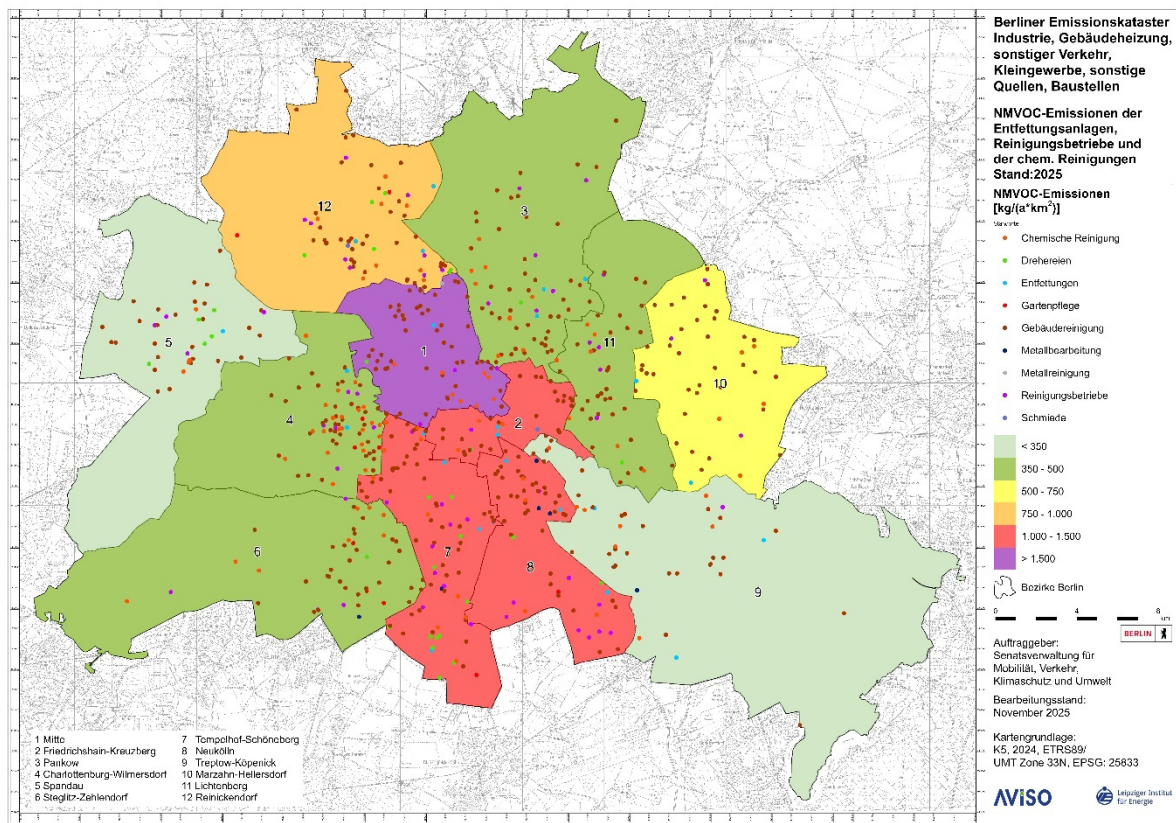 Berliner Emissionskataster
Industrie, Gebäudeheizung,
sonstiger Verkehr,
Kleingewerbe, sonstige
Quellen, Baustellen
NMVOC-Emissionen der
Entfettungsanlagen,
Reinigungsbetriebe und
der chem. Reinigungen
Stand:2025
NMVOC-Emissionen
[kg/(a*km²)]
Chemische Reinigung
Drehereien
Entfettungen
Gartenpflege
Gebäudereinigung
Metallbearbeitung
Metallreinigung
Reinigungsbetriebe
Schmiede
< 350
350 - 500
500 - 750
750 - 1.000
1.000 - 1.500
> 1.500
Bezirke Berlin
0 4 8
km
BERLIN
Auftraggeber:
Senatsverwaltung für
Mobilität, Verkehr,
Klimaschutz und Umwelt
Bearbeitungsstand:
November 2025
Kartengrundlage:
K5, 2024, ETRS89/
UMT Zone 33N, EPSG: 25833
AVISO
Leipziger Institut
für Energie
12
3
5
1
11
10
4
2
6
7
8
9
1 Mitte
2 Friedrichshain-Kreuzberg
3 Pankow
4 Charlottenburg-Wilmersdorf
5 Spandau
6 Steglitz-Zehlendorf
7 Tempelhof-Schöneberg
8 Neukölln
9 Treptow-Köpenick
10 Marzahn-Hellersdorf
11 Lichtenberg
12 Reinickendorf